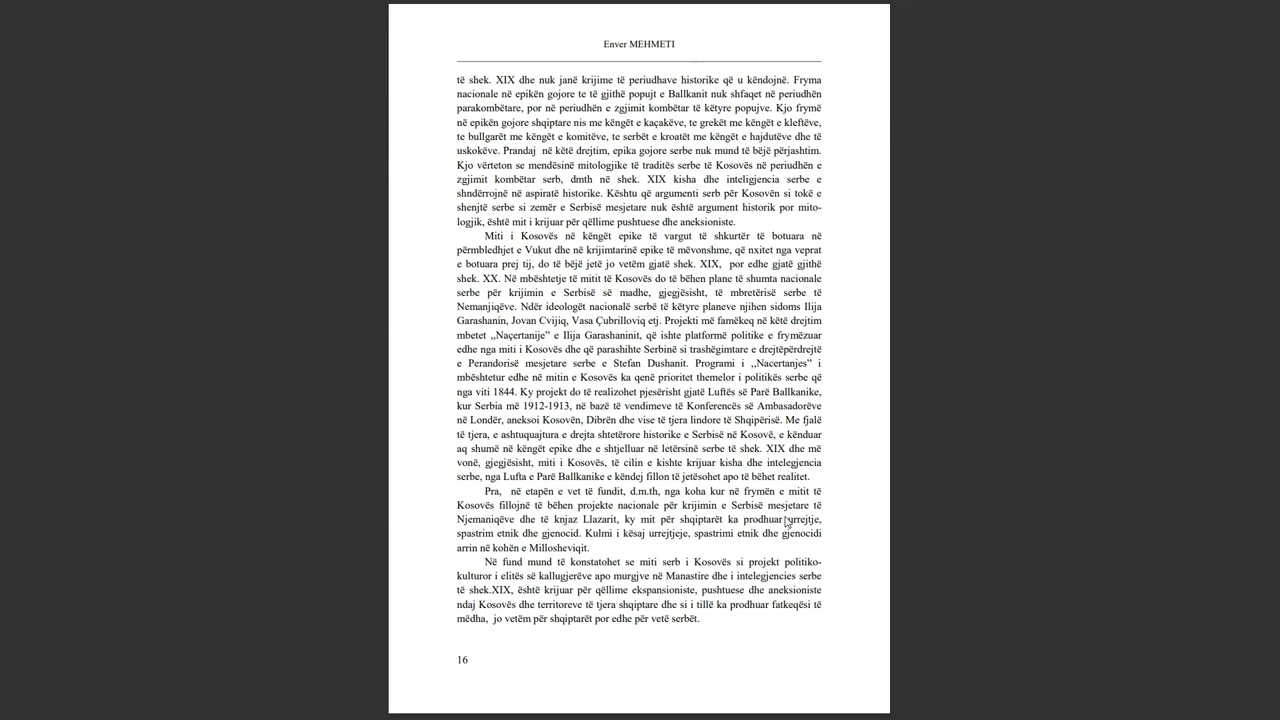 Enver MEHMETI
të shek. XIX dhe nuk janë krijime të periudhave historike që u këndojnë. Fryma
nacionale në epikën gojore te të gjithë popujt e Ballkanit nuk shfaqet në periudhën
parakombëtare, por në periudhën e zgjimit kombëtar të këtyre popujve. Kjo frymë
në epikën gojore shqiptare nis me këngët e kaçakëve, te grekët me këngët e kleftëve,
te bullgarët me këngët e komitëve, te serbët e kroatët me këngët e hajdutëve dhe të
uskokëve. Prandaj  në këtë drejtim, epika gojore serbe nuk mund të bëjë përjashtim.
Kjo vërteton se mendësinë mitologjike të traditës serbe të Kosovës në periudhën e
zgjimit kombëtar serb, dmth në shek. XIX kisha dhe inteligjencia serbe e
shndërrojnë në aspiratë historike. Kështu që argumenti serb për Kosovën si tokë e
shenjtë serbe si zemër e Serbisë mesjetare nuk është argument historik por mito-
logjik, është mit i krijuar për qëllime pushtuese dhe aneksioniste.
Miti i Kosovës në këngët epike të vargut të shkurtër të botuara në
përmbledhjet e Vukut dhe në krijimtarinë epike të mëvonshme, që nxitet nga veprat
e botuara prej tij, do të bëjë jetë jo vetëm gjatë shek. XIX,  por edhe gjatë gjithë
shek. XX. Në mbështetje të mitit të Kosovës do të bëhen plane të shumta nacionale
serbe për krijimin e Serbisë së madhe, gjegjësisht, të mbretërisë serbe të
Nemanjiqëve. Ndër ideologët nacionalë serbë të këtyre planeve njihen sidoms Ilija
Garashanin, Jovan Cvijiq, Vasa Çubrilloviq etj. Projekti më famëkeq në këtë drejtim
mbetet ,,Naçertanije” e Ilija Garashaninit, që ishte platformë politike e frymëzuar
edhe nga miti i Kosovës dhe që parashihte Serbinë si trashëgimtare e drejtëpërdrejtë
e Perandorisë mesjetare serbe e Stefan Dushanit. Programi i ,,Nacertanjes” i
mbështetur edhe në mitin e Kosovës ka qenë prioritet themelor i politikës serbe që
nga viti 1844. Ky projekt do të realizohet pjesërisht gjatë Luftës së Parë Ballkanike,
kur Serbia më 1912-1913, në bazë të vendimeve të Konferencës së Ambasadorëve
në Londër, aneksoi Kosovën, Dibrën dhe vise të tjera lindore të Shqipërisë. Me fjalë
të tjera, e ashtuquajtura e drejta shtetërore historike e Serbisë në Kosovë, e kënduar
aq shumë në këngët epike dhe e shtjelluar në letërsinë serbe të shek. XIX dhe më
vonë, gjegjësisht, miti i Kosovës, të cilin e kishte krijuar kisha dhe intelegjencia
serbe, nga Lufta e Parë Ballkanike e këndej fillon të jetësohet apo të bëhet realitet.
Pra,  në etapën e vet të fundit, d.m.th, nga koha kur në frymën e mitit të
Kosovës fillojnë të bëhen projekte nacionale për krijimin e Serbisë mesjetare të
Njemaniqëve dhe të knjaz Llazarit, ky mit për shqiptarët ka prodhuar urrejtje,
spastrim etnik dhe gjenocid. Kulmi i kësaj urrejtjeje, spastrimi etnik dhe gjenocidi
arrin në kohën e Millosheviqit.
Në fund mund të konstatohet se miti serb i Kosovës si projekt politiko-
kulturor i elitës së kallugjerëve apo murgjve në Manastire dhe i intelegjencies serbe
të shek.XIX, është krijuar për qëllime ekspansioniste, pushtuese dhe aneksioniste
ndaj Kosovës dhe territoreve të tjera shqiptare dhe si i tillë ka prodhuar fatkeqësi të
mëdha,  jo vetëm për shqiptarët por edhe për vetë serbët.
16